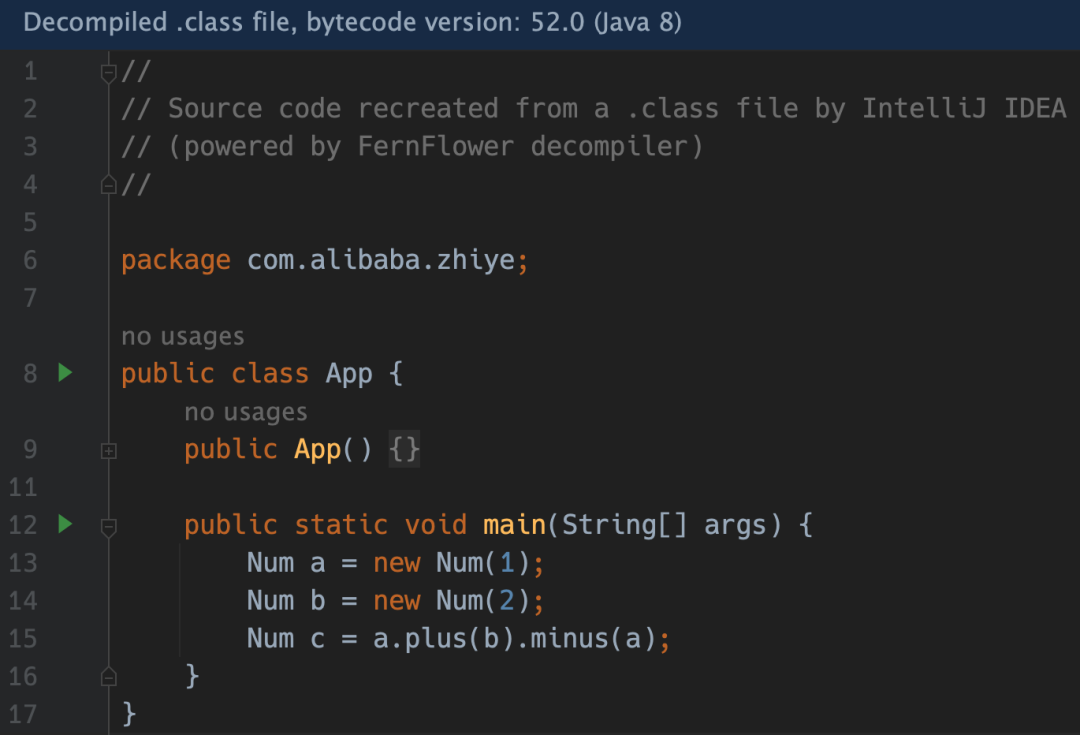 Decompiled .class file, bytecode version: 52.0 (Java 8)
1 //
2 // Source code recreated from a .class file by IntelliJ IDEA
3 // (powered by FernFlower decompiler)
4 //
5
6 package com.alibaba.zhiye;
7
no usages
8 public class App {
no usages
9 public App() {}
11
12 public static void main(String[] args) {
13 Num a = new Num(1);
14 Num b = new Num(2);
15 Num c = a.plus(b).minus(a);
16 }
17 }